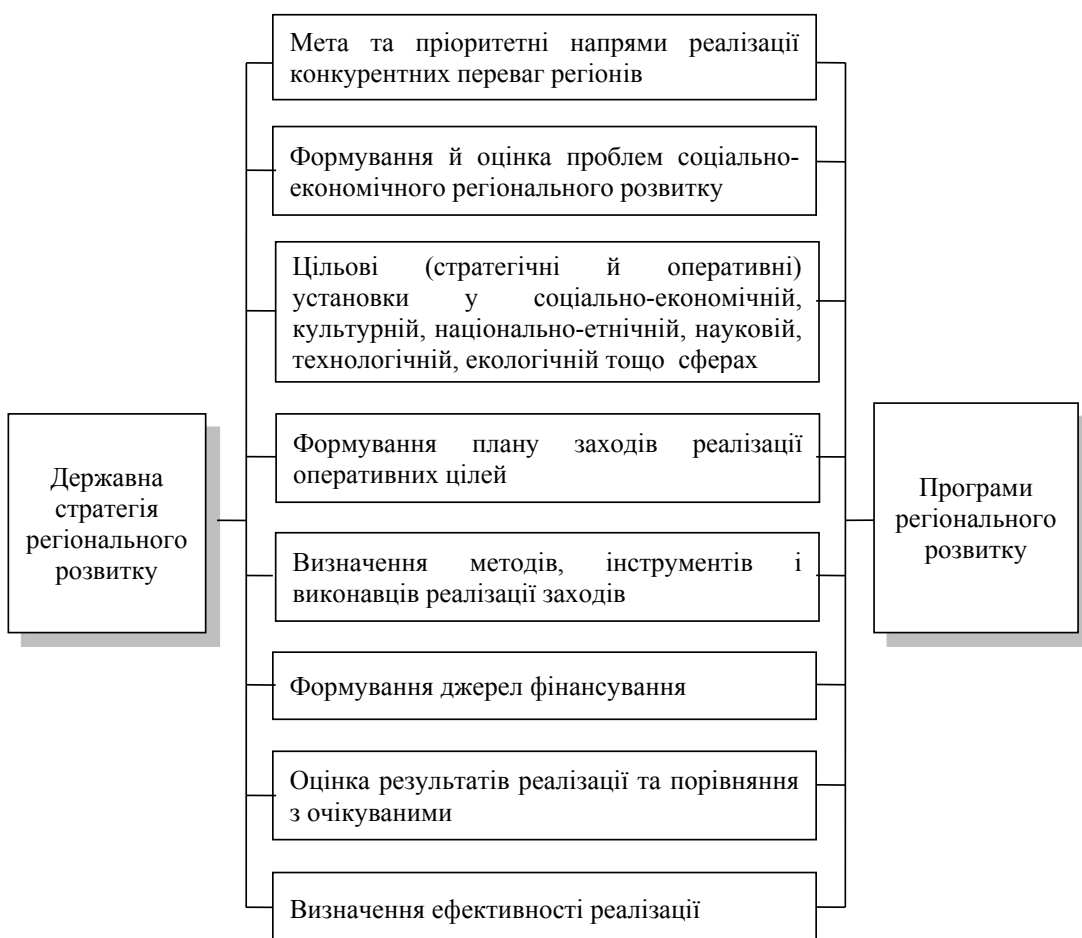 Мета та пріоритетні напрями реалізації
конкурентних переваг регіонів
Формування й оцінка проблем соціально-
економічного регіонального розвитку
Цільові (стратегічні й оперативні)
установки у соціально-економічній,
культурній, національно-етнічній, науковій,
технологічній, екологічній тощо сферах
Державна
стратегія
регіонального
розвитку
Формування плану заходів реалізації
оперативних цілей
Визначення методів, інструментів і
виконавців реалізації заходів
Програми
регіонального
розвитку
Формування джерел фінансування
Оцінка результатів реалізації та порівняння
з очікуваними
Визначення ефективності реалізації